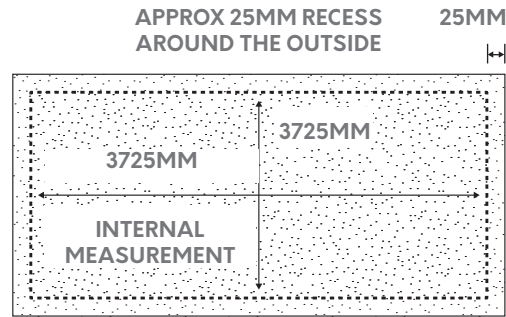 APPROX 25MM RECESS
AROUND THE OUTSIDE
25MM
3725MM
3725MM
INTERNAL
MEASUREMENT